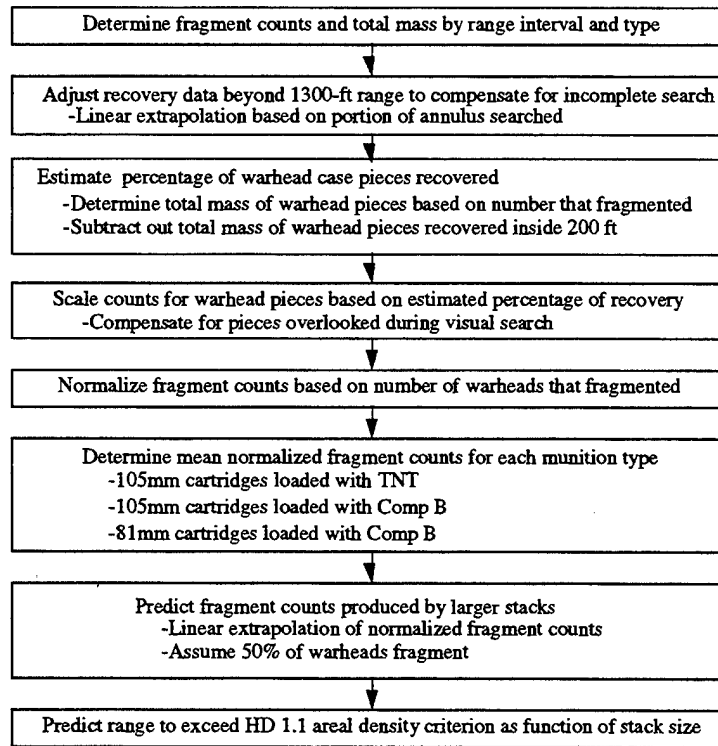 Determine fragment counts and total mass by range interval and type
Adjust recovery data beyond 1300-ft range to compensate for incomplete search
-Linear extrapolation based on portion of annulus searched
Estimate percentage of warhead case pieces recovered
-Determine total mass of warhead pieces based on number that fragmented
-Subtract out total mass of warhead pieces recovered inside 200 ft
Scale counts for warhead pieces based on estimated percentage of recovery
-Compensate for pieces overlooked during visual search
Normalize fragment counts based on number of warheads that fragmented
Determine mean normalized fragment counts for each munition type
-105mm cartridges loaded with TNT
-105mm cartridges loaded with Comp B
-81mm cartridges loaded with Comp B
Predict fragment counts produced by larger stacks
-Linear extrapolation of normalized fragment counts
-Assume 50% of warheads fragment
Predict range to exceed HD 1.1 areal density criterion as function of stack size